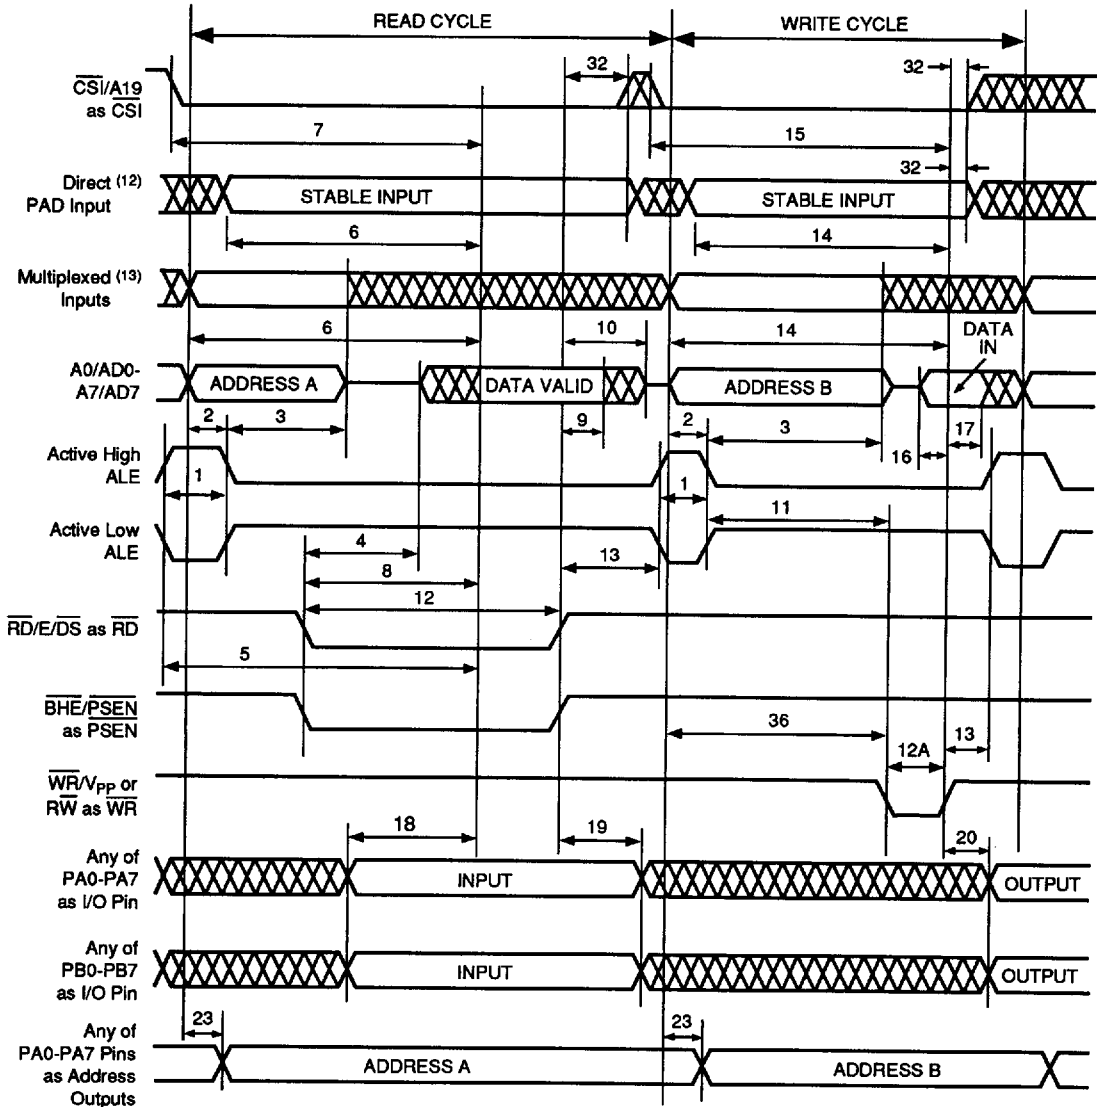 READ CYCLE WRITE CYCLE
32 32
CSI/A19
as CSI
7 15
32
Direct (12)
PAD Input
STABLE INPUT STABLE INPUT
6 14
Multiplexed (13)
Inputs
6 10 14 DATA
IN
A0/AD0-
A7/AD7
ADDRESS A DATA VALID ADDRESS B
2 3 9 2 3 16 17
Active High
ALE
1 1
11
Active Low
ALE
4 13
8
12
RD/E/DS as RD
5
BHE/PSEN
as PSEN
36 13
12A
WR/VPP or
RW as WR
18 19 20
Any of
PA0-PA7
as I/O Pin
INPUT OUTPUT
Any of
PB0-PB7
as I/O Pin
INPUT OUTPUT
23 23
Any of
PA0-PA7 Pins
as Address
Outputs
ADDRESS A ADDRESS B